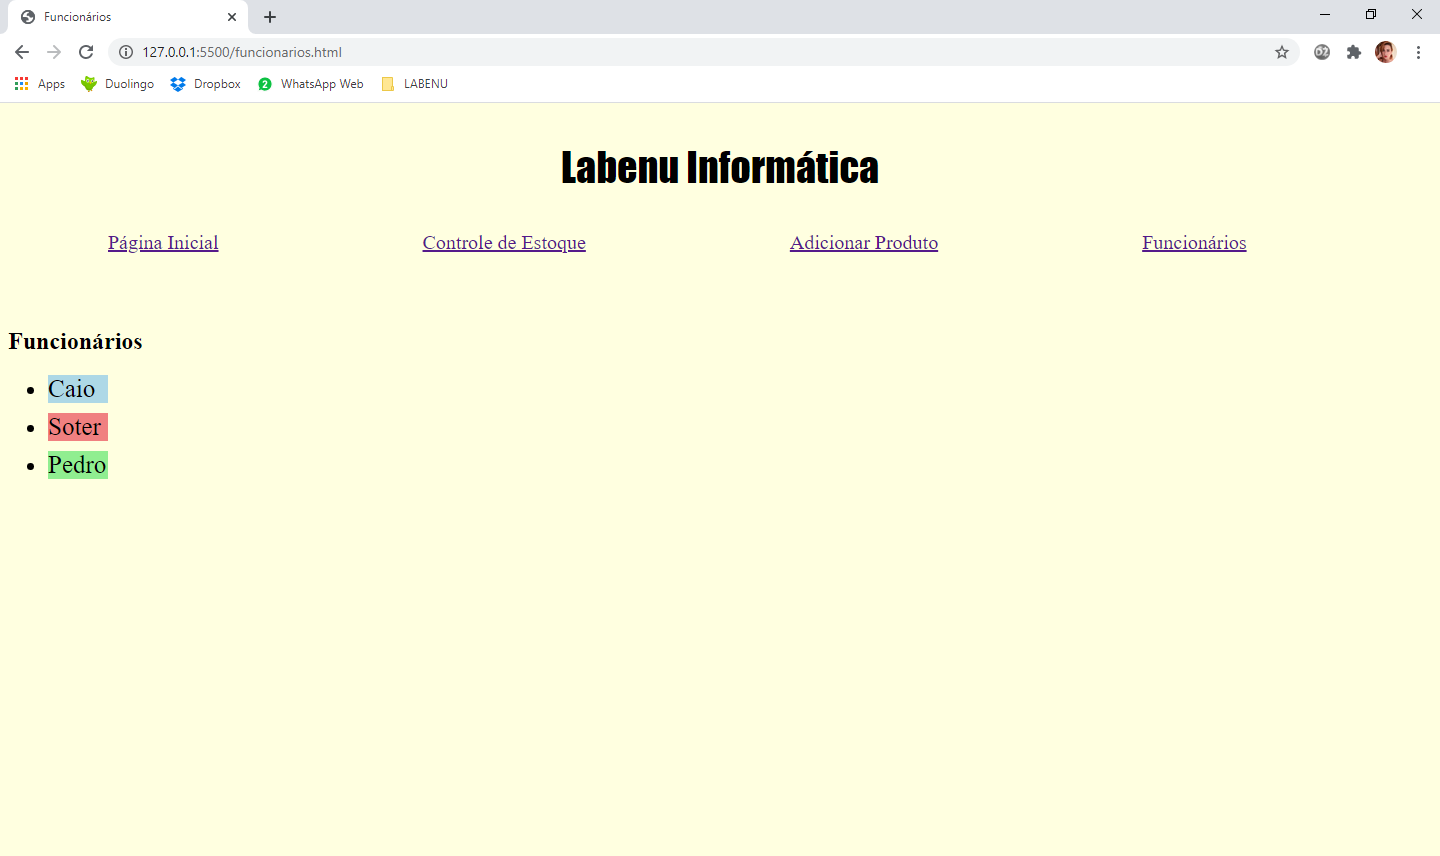 Funcionários
127.0.0.1:5500/funcionarios.html
Apps Duolingo Dropbox 2 WhatsApp Web LABENU
Labenu Informática
Página Inicial Controle de Estoque Adicionar Produto Funcionários
Funcionários
Caio
Soter
Pedro